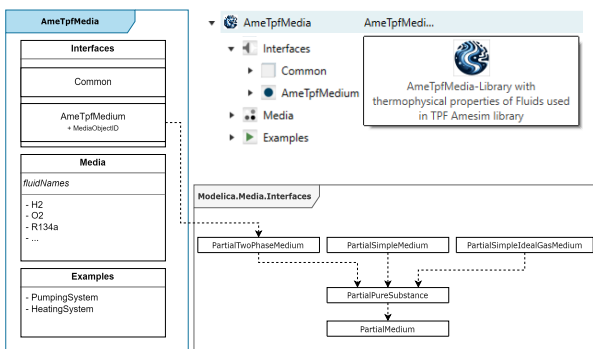 AmeTpfMedia
Interfaces
Common
AmeTpfMedium
+ MediaObjectID
Media
fluidNames
- H2
- O2
- R134a
- ...
Examples
- PumpingSystem
- HeatingSystem
AmeTpfMedia AmeTpfMedi...
Interfaces
Common
AmeTpfMedium
Media
Examples
AmeTpfMedia-Library with
thermophysical properties of Fluids used
in TPF Amesim library
Modelica.Media.Interfaces
PartialTwoPhaseMedium
PartialSimpleMedium
PartialSimpleIdealGasMedium
PartialPureSubstance
PartialMedium